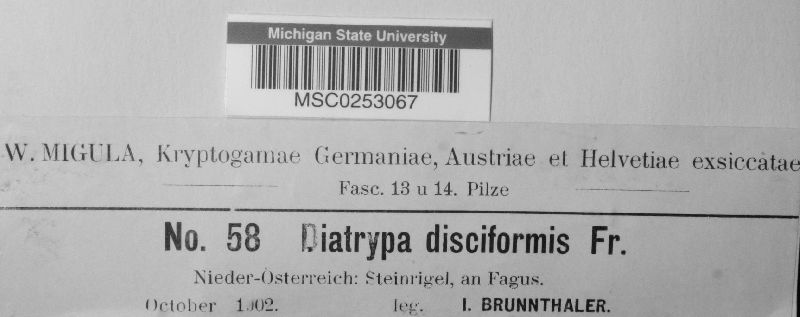 Michigan State University
MSC0253067
W. MIGULA, Kryptogamae Germaniae, Austriae et Helvetiae exsiccatae
Fasc. 13 u 14. Pilze
No. 58 Diatrypa disciformis Fr.
Nieder-Österreich: Steinrigel, an Fagus.
October 1902. leg. I. BRUNNTHALER.